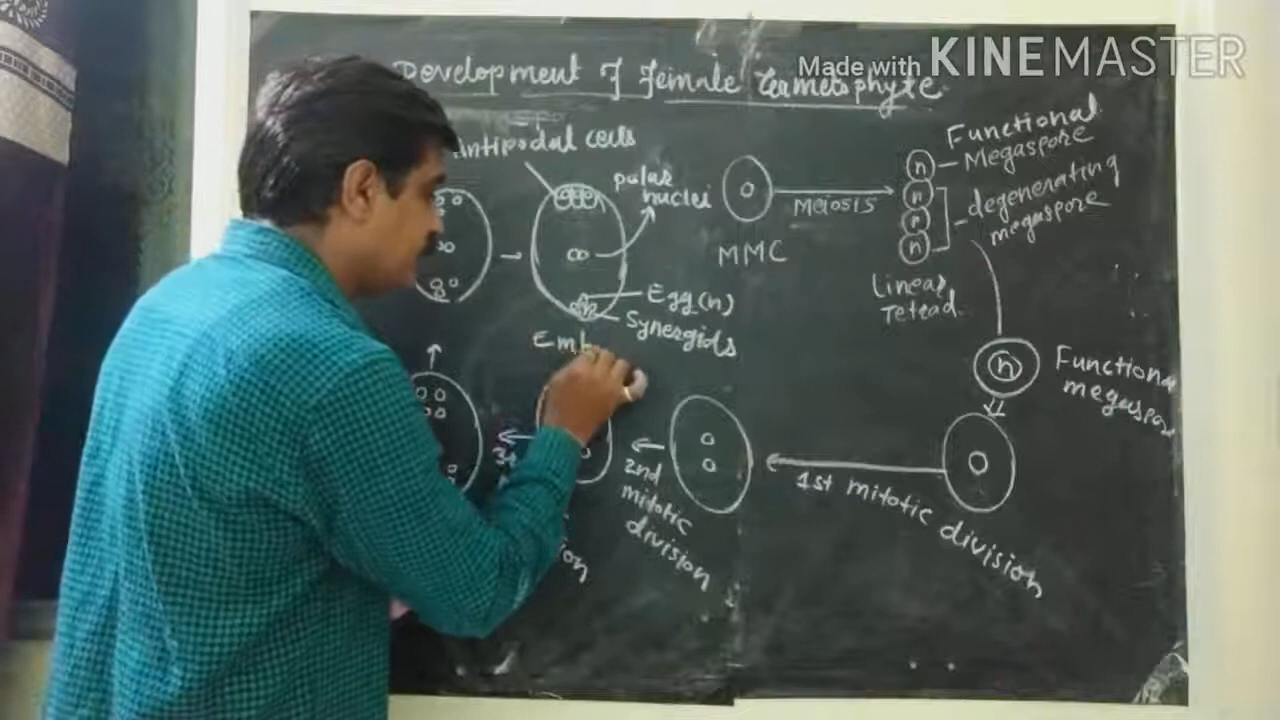 Made with KINEMASTER
Development of Female Gametophyte
Antipodal cells
polar
nuclei
Egg(n)
Synergids
Emb
MMC
Meiosis
Functional
Megaspore
n
n
n
n
degenerating
megaspore
Linear
Tetrad
n
Functional
megaspore
1st mitotic division
2nd
mitotic
division